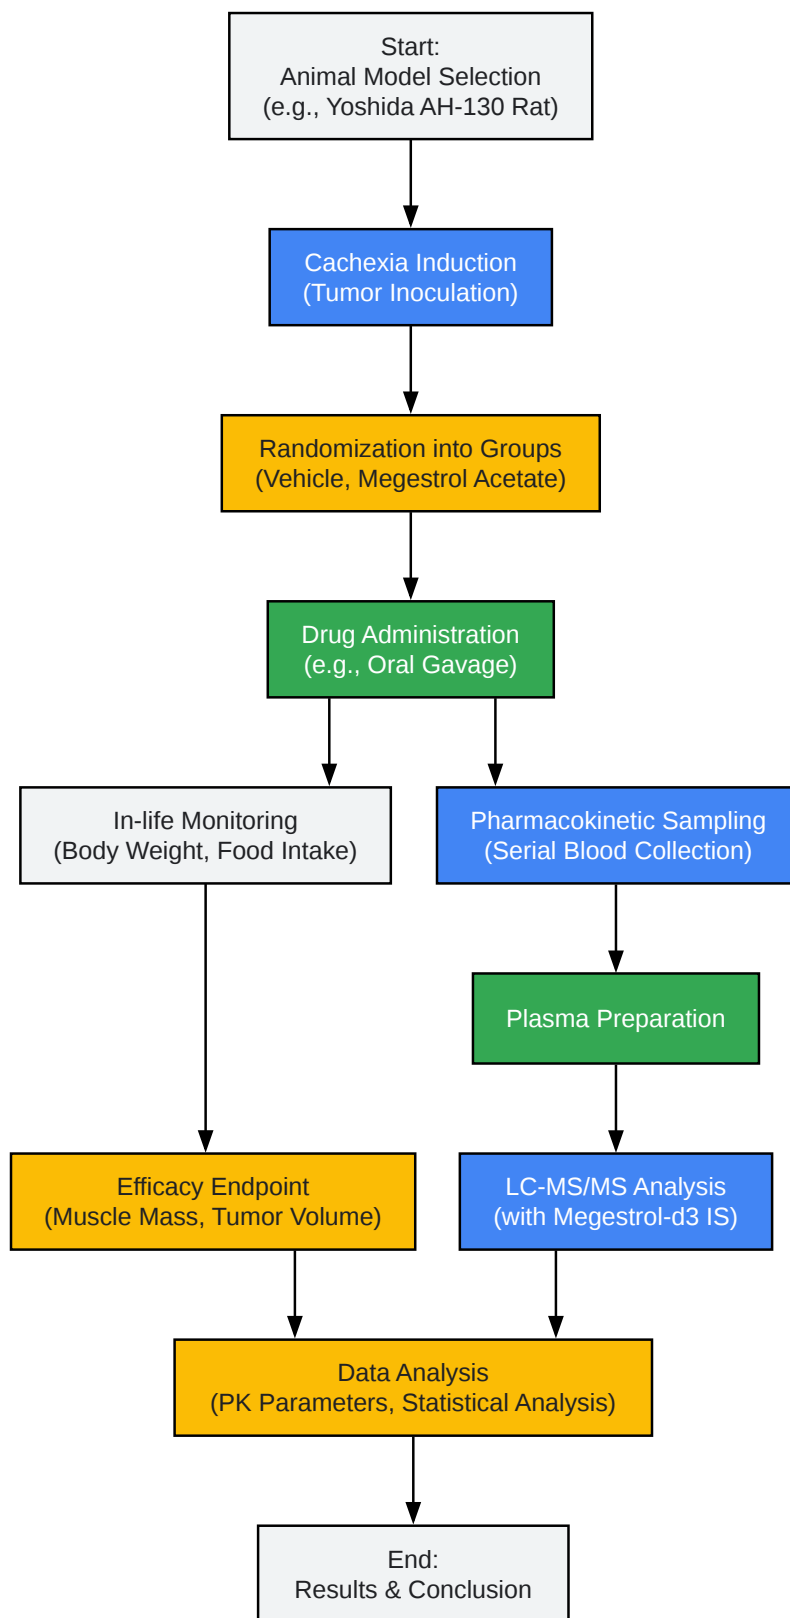 Start:
Animal Model Selection
(e.g., Yoshida AH-130 Rat)
Cachexia Induction
(Tumor Inoculation)
Randomization into Groups
(Vehicle, Megestrol Acetate)
Drug Administration
(e.g., Oral Gavage)
In-life Monitoring
(Body Weight, Food Intake)
Pharmacokinetic Sampling
(Serial Blood Collection)
Plasma Preparation
Efficacy Endpoint
(Muscle Mass, Tumor Volume)
LC-MS/MS Analysis
(with Megestrol-d3 IS)
Data Analysis
(PK Parameters, Statistical Analysis)
End:
Results & Conclusion